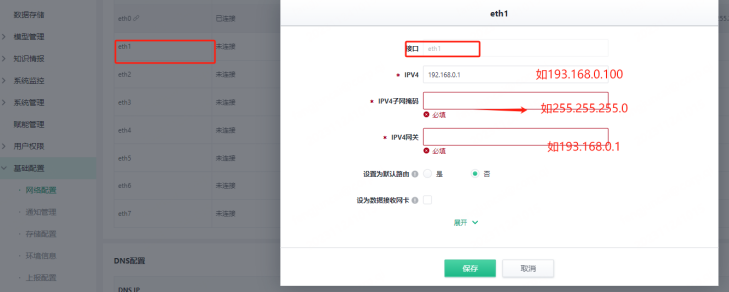 数据存储
模型管理
知识情报
系统监控
系统管理
赋能管理
用户权限
基础配置
网络配置
通知管理
存储配置
环境信息
上报配置
eth0 已连接
eth1 未连接
eth2 未连接
eth3 未连接
eth4 未连接
eth5 未连接
eth6 未连接
eth7 未连接
DNS配置
DNS IP
eth1
接口 eth1
* IPV4 192.168.0.1 如193.168.0.100
* IPV4子网掩码 如255.255.255.0
必填
* IPV4网关 如193.168.0.1
必填
设置为默认路由 是 否
设为数据接收网卡
展开
保存 取消